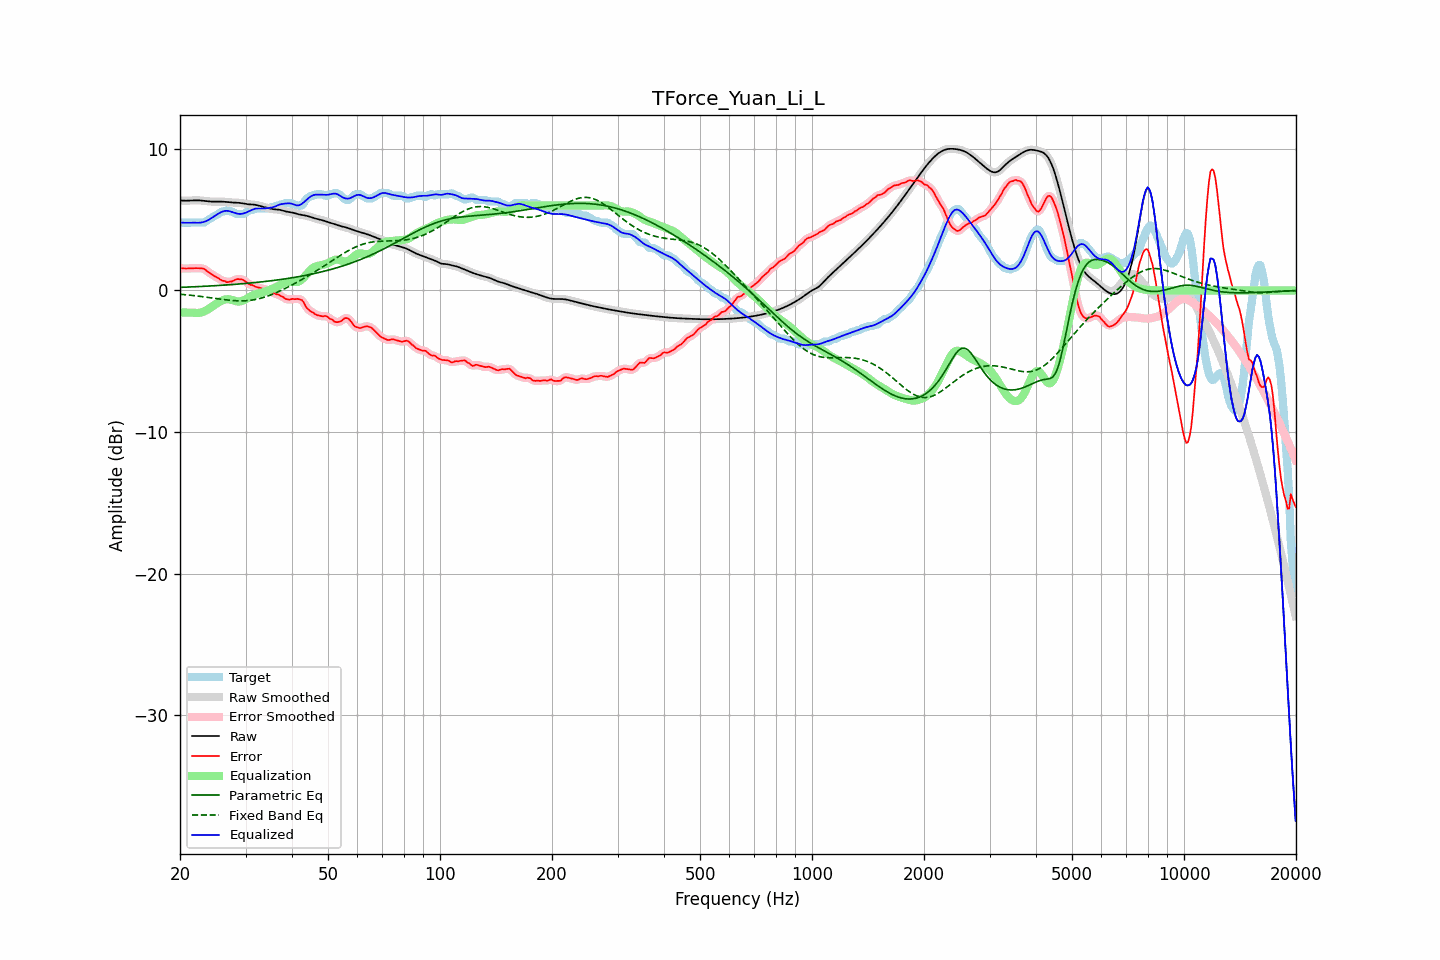 TForce_Yuan_Li_L
10
0
−10
−20
−30
Amplitude (dBr)
Target
Raw Smoothed
Error Smoothed
Raw
Error
Equalization
Parametric Eq
Fixed Band Eq
Equalized
20 50 100 200 500 1000 2000 5000 10000 20000
Frequency (Hz)